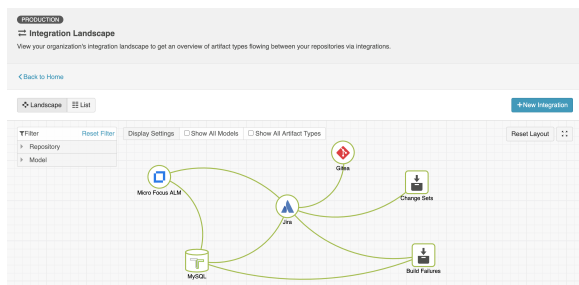 PRODUCTION
Integration Landscape
View your organization's integration landscape to get an overview of artifact types flowing between your repositories via integrations.
Back to Home
Landscape List
+New Integration
Filter Reset Filter
Display Settings Show All Models Show All Artifact Types
Reset Layout
Repository
Model
Gitea
Micro Focus ALM
Change Sets
Jira
Build Failures
MySQL